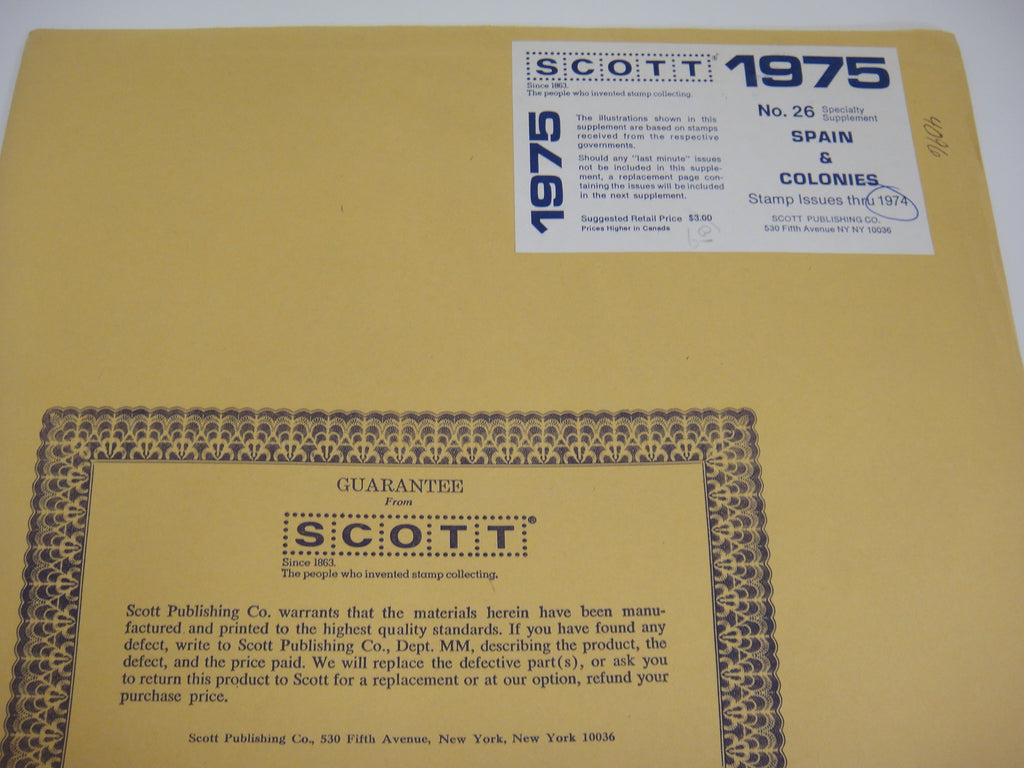 SCOTT®
Since 1863.
The people who invented stamp collecting.
1975
The illustrations shown in this
supplement are based on stamps
received from the respective
governments.
Should any "last minute" issues
not be included in this supple-
ment, a replacement page con-
taining the issues will be included
in the next supplement.
Suggested Retail Price $3.00
Prices Higher in Canada
1975
No. 26 Specialty
Supplement
SPAIN
&
COLONIES
Stamp Issues thru 1974
SCOTT PUBLISHING CO.
530 Fifth Avenue NY NY 10036
GUARANTEE
From
SCOTT®
Since 1863.
The people who invented stamp collecting.
Scott Publishing Co. warrants that the materials herein have been manu-
factured and printed to the highest quality standards. If you have found any
defect, write to Scott Publishing Co., Dept. MM, describing the product, the
defect, and the price paid. We will replace the defective part(s), or ask you
to return this product to Scott for a replacement or at our option, refund your
purchase price.
Scott Publishing Co., 530 Fifth Avenue, New York, New York 10036